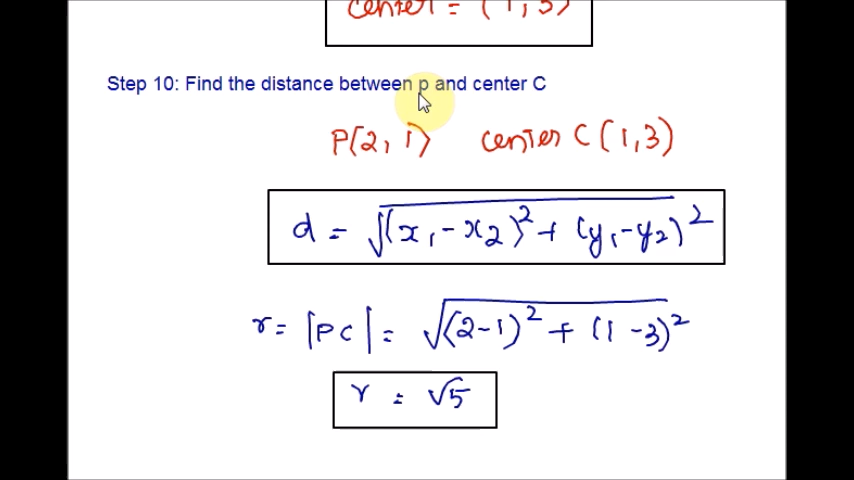 center = (1,3)
Step 10: Find the distance between p and center C
P(2,1) center C(1,3)
d = √(x₁-x₂)² + (y₁-y₂)²
r = |PC| = √(2-1)² + (1-3)²
r = √5